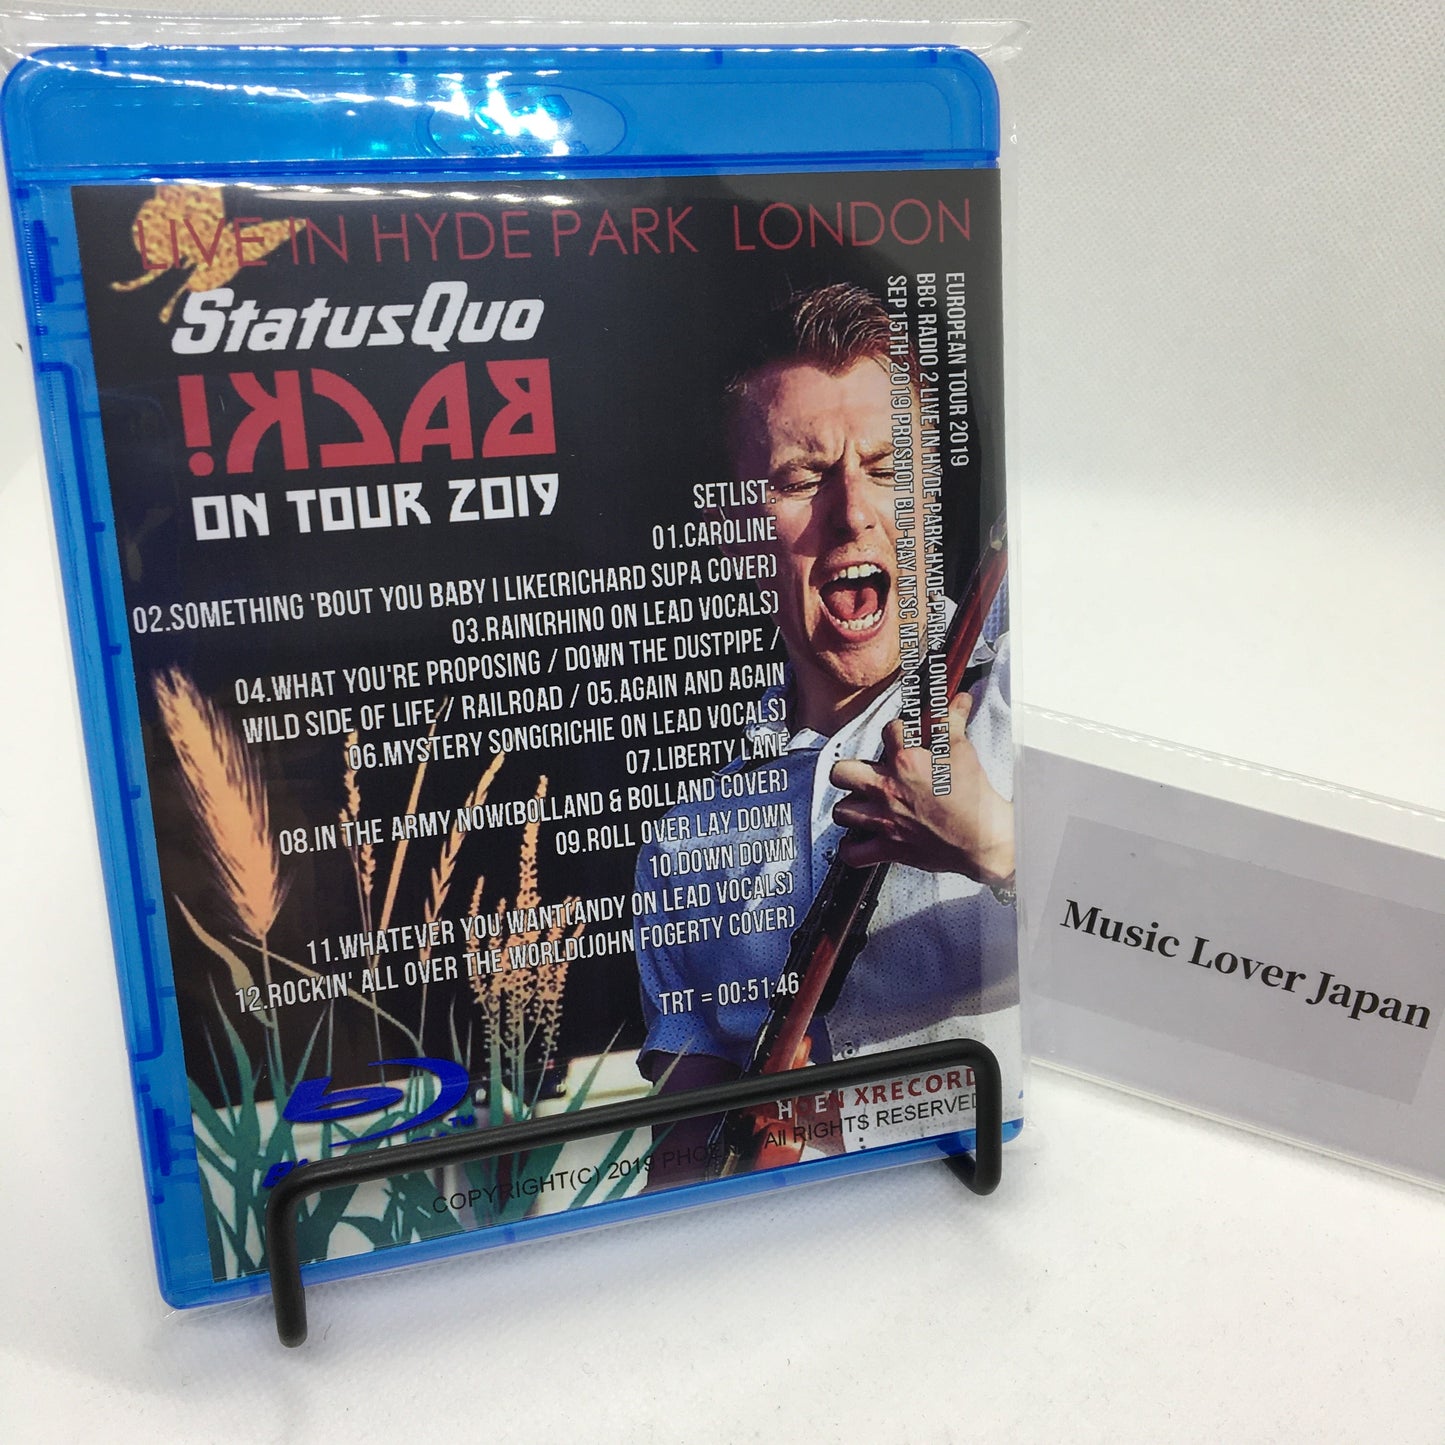 LIVE IN HYDE PARK LONDON
StatusQuo
BACK!
ON TOUR 2019
EUROPEAN TOUR 2019
BBC RADIO 2 LIVE IN HYDE PARK:HYDE PARK, LONDON ENGLAND
SEP 15TH 2019 PROSHOT BLU-RAY NTSC MENU CHAPTER
SETLIST:
01.CAROLINE
02.SOMETHING 'BOUT YOU BABY I LIKE(RICHARD SUPA COVER)
03.RAIN(RHINO ON LEAD VOCALS)
04.WHAT YOU'RE PROPOSING / DOWN THE DUSTPIPE /
WILD SIDE OF LIFE / RAILROAD / 05.AGAIN AND AGAIN
06.MYSTERY SONG(RICHIE ON LEAD VOCALS)
07.LIBERTY LANE
08.IN THE ARMY NOW(BOLLAND & BOLLAND COVER)
09.ROLL OVER LAY DOWN
10.DOWN DOWN
11.WHATEVER YOU WANT(ANDY ON LEAD VOCALS)
12.ROCKIN' ALL OVER THE WORLD(JOHN FOGERTY COVER)
TRT = 00:51:46
XRECORD
COPYRIGHT(C) 2019 All RIGHTS RESERVED
Music Lover Japan